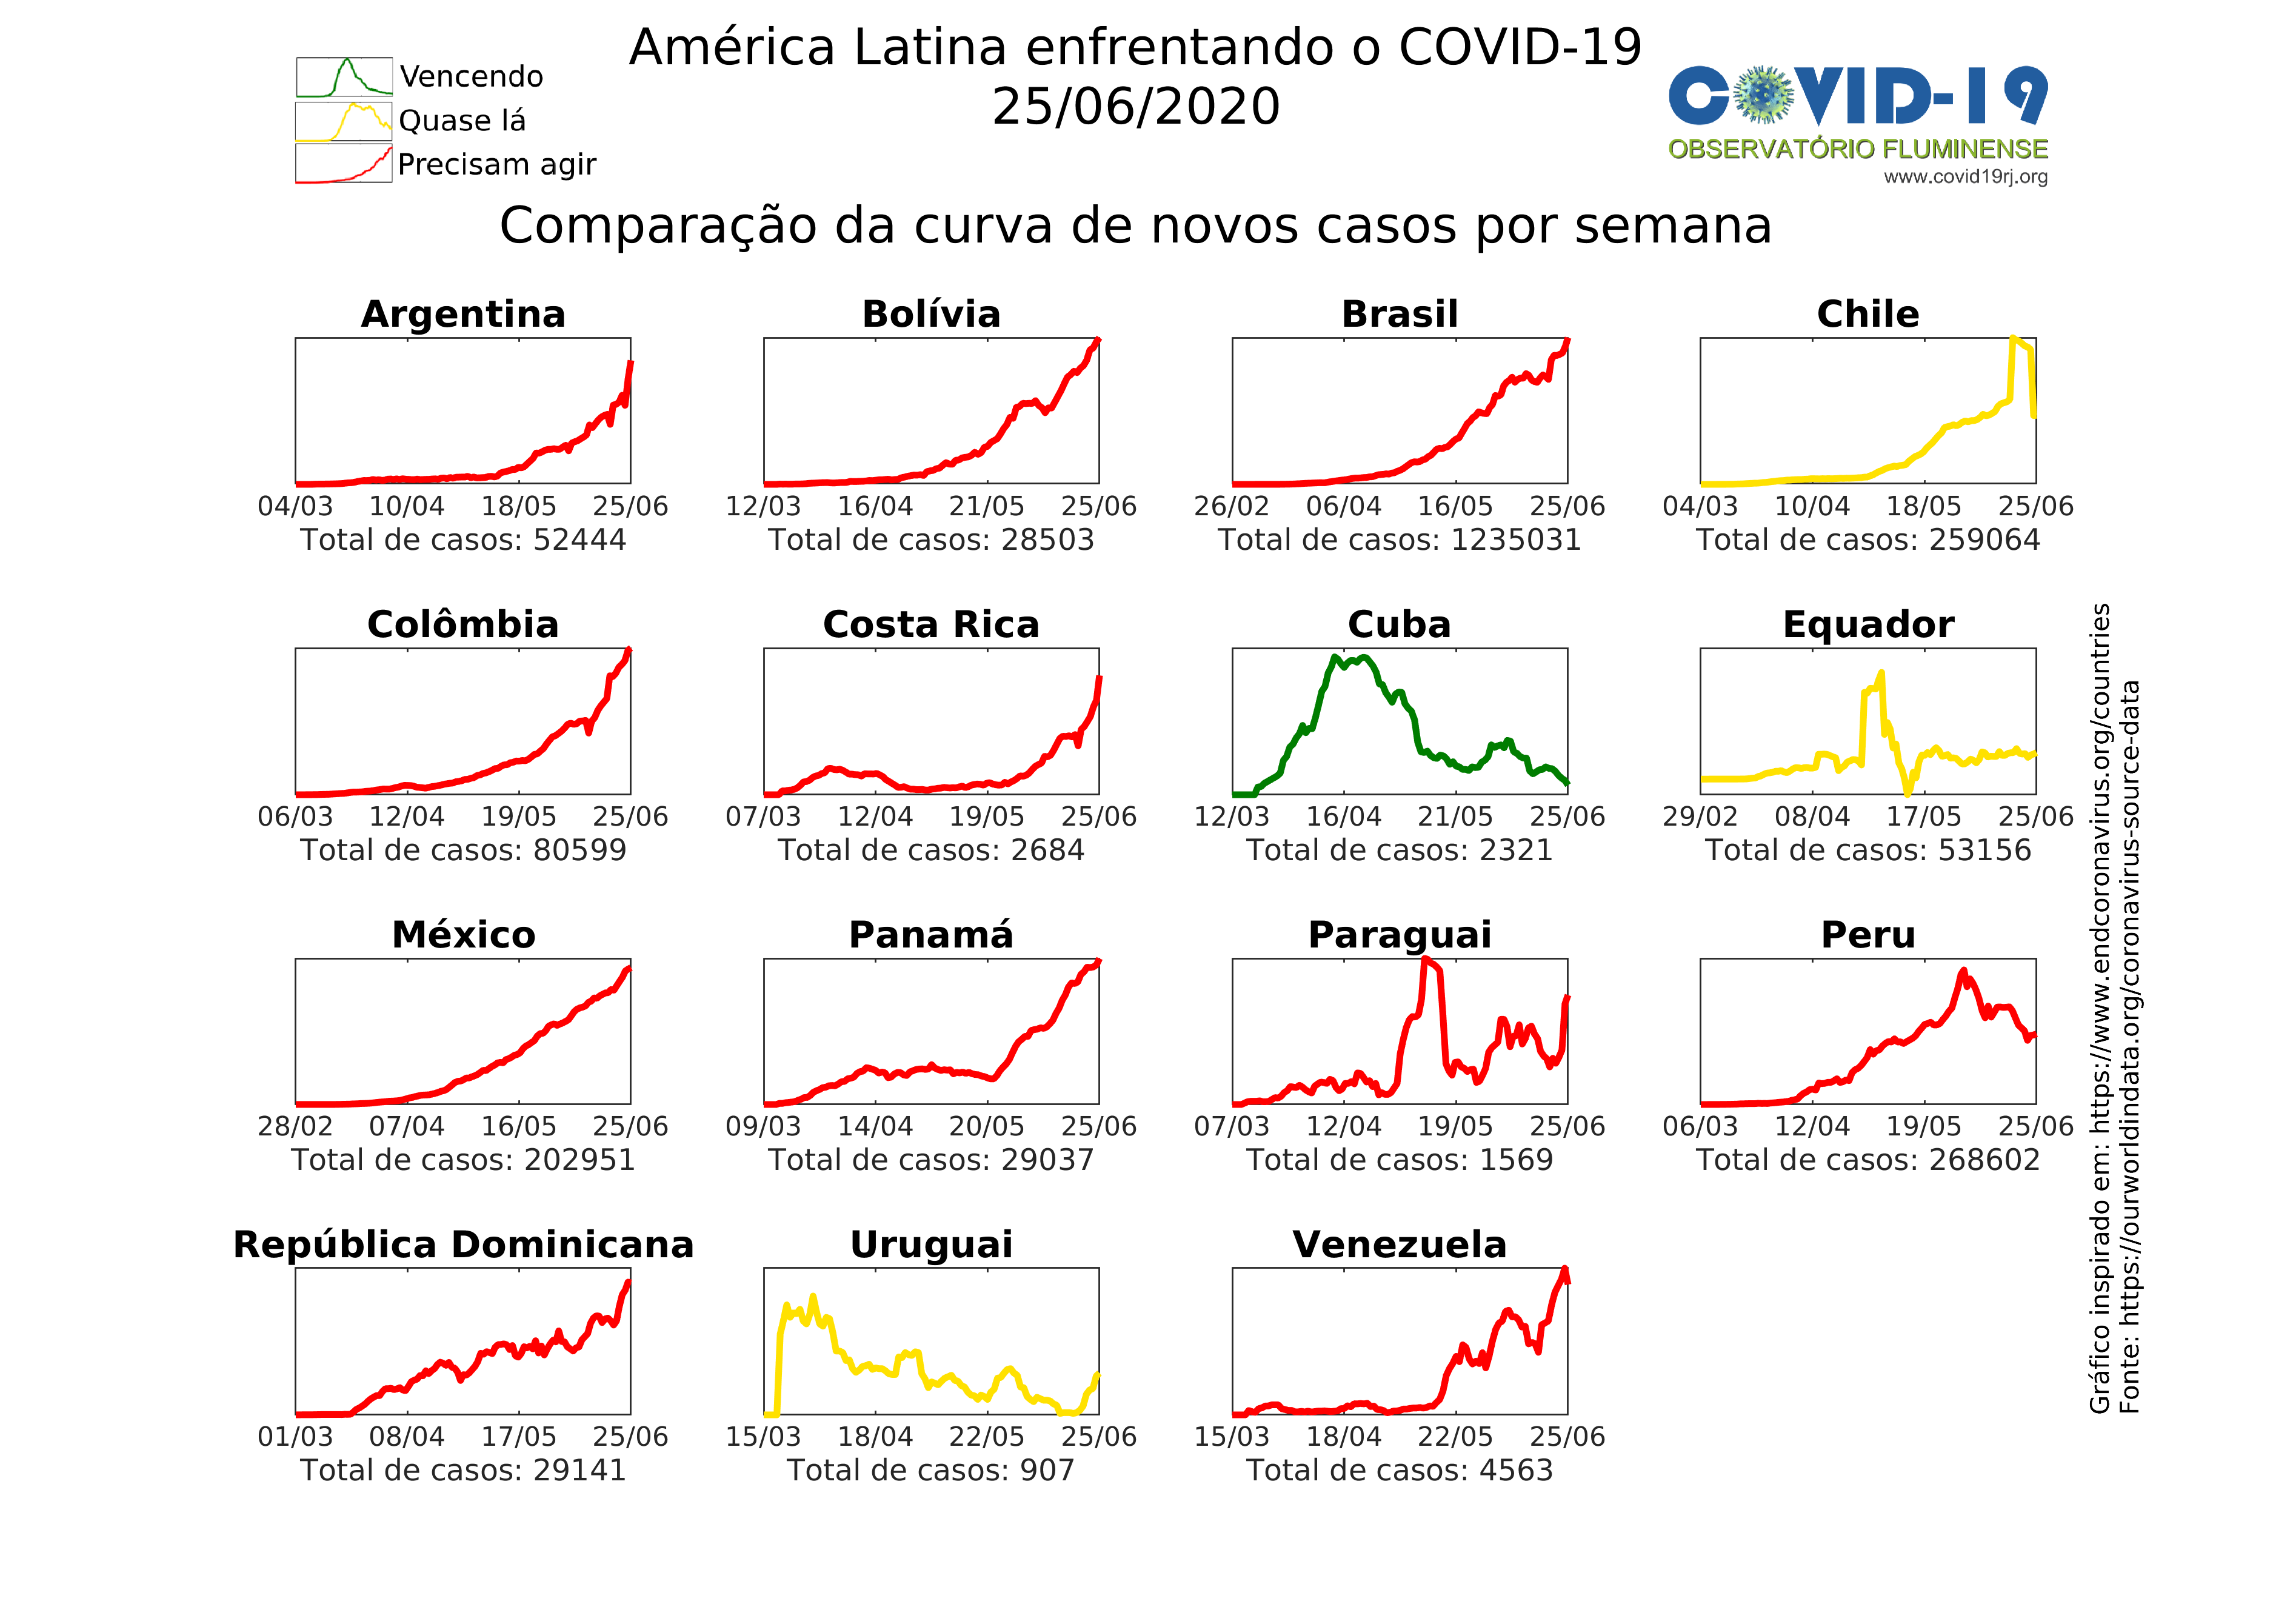 América Latina enfrentando o COVID-19
25/06/2020
Vencendo
Quase lá
Precisam agir
COVID-19
OBSERVATÓRIO FLUMINENSE
www.covid19rj.org
Comparação da curva de novos casos por semana
Argentina
04/03 10/04 18/05 25/06
Total de casos: 52444
Bolívia
12/03 16/04 21/05 25/06
Total de casos: 28503
Brasil
26/02 06/04 16/05 25/06
Total de casos: 1235031
Chile
04/03 10/04 18/05 25/06
Total de casos: 259064
Colômbia
06/03 12/04 19/05 25/06
Total de casos: 80599
Costa Rica
07/03 12/04 19/05 25/06
Total de casos: 2684
Cuba
12/03 16/04 21/05 25/06
Total de casos: 2321
Equador
29/02 08/04 17/05 25/06
Total de casos: 53156
México
28/02 07/04 16/05 25/06
Total de casos: 202951
Panamá
09/03 14/04 20/05 25/06
Total de casos: 29037
Paraguai
07/03 12/04 19/05 25/06
Total de casos: 1569
Peru
06/03 12/04 19/05 25/06
Total de casos: 268602
República Dominicana
01/03 08/04 17/05 25/06
Total de casos: 29141
Uruguai
15/03 18/04 22/05 25/06
Total de casos: 907
Venezuela
15/03 18/04 22/05 25/06
Total de casos: 4563
Gráfico inspirado em: https://www.endcoronavirus.org/countries
Fonte: https://ourworldindata.org/coronavirus-source-data